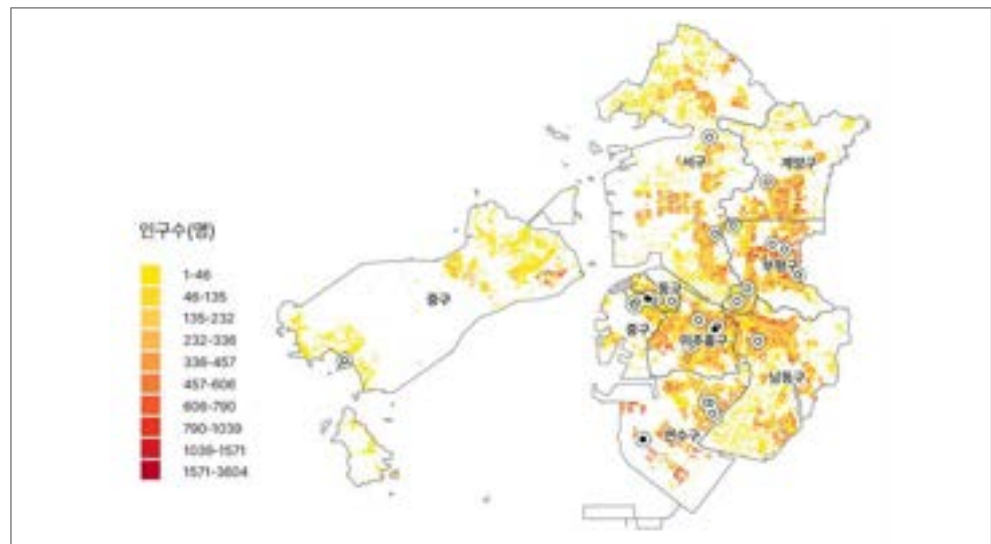 서구
계양구
인구수(명)
1-46
46-135
135-232
232-336
336-457
457-606
606-790
790-1039
1039-1571
1571-3604
부평구
동구
중구
중구
미추홀구
남동구
연수구